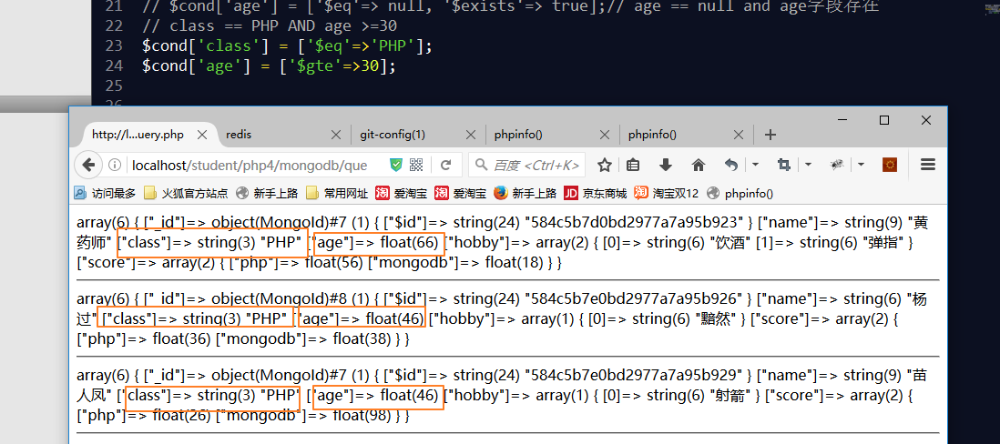 21 // $cond['age'] = ['$eq'=> null, '$exists'=> true];// age == null and age字段存在
22 // class == PHP AND age >=30
23 $cond['class'] = ['$eq'=>'PHP'];
24 $cond['age'] = ['$gte'=>30];
25
http://l...uery.php redis git-config(1) phpinfo() phpinfo()
localhost/student/php4/mongodb/que 百度 <Ctrl+K>
访问最多 火狐官方站点 新手上路 常用网址 淘 爱淘宝 淘 爱淘宝 新手上路 JD 京东商城 淘 淘宝双12 phpinfo()
array(6) { ["_id"]=> object(MongoId)#7 (1) { ["$id"]=> string(24) "584c5b7d0bd2977a7a95b923" } ["name"]=> string(9) "黄
药师" ["class"]=> string(3) "PHP" ["age"]=> float(66) ["hobby"]=> array(2) { [0]=> string(6) "饮酒" [1]=> string(6) "弹指" }
["score"]=> array(2) { ["php"]=> float(56) ["mongodb"]=> float(18) } }
array(6) { ["_id"]=> object(MongoId)#8 (1) { ["$id"]=> string(24) "584c5b7e0bd2977a7a95b926" } ["name"]=> string(6) "杨
过" ["class"]=> string(3) "PHP" ["age"]=> float(46) ["hobby"]=> array(1) { [0]=> string(6) "黯然" } ["score"]=> array(2) {
["php"]=> float(36) ["mongodb"]=> float(38) } }
array(6) { ["_id"]=> object(MongoId)#7 (1) { ["$id"]=> string(24) "584c5b7e0bd2977a7a95b929" } ["name"]=> string(9) "苗
人凤" ["class"]=> string(3) "PHP" ["age"]=> float(46) ["hobby"]=> array(1) { [0]=> string(6) "射箭" } ["score"]=> array(2) {
["php"]=> float(26) ["mongodb"]=> float(98) } }